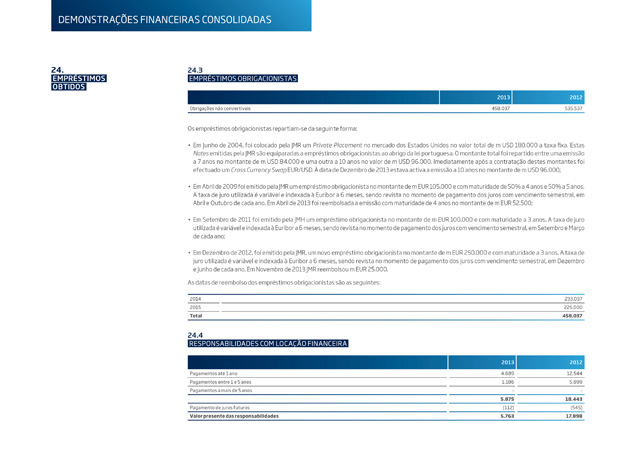 DEMONSTRAÇÕES FINANCEIRAS CONSOLIDADAS
24.
EMPRÉSTIMOS
OBTIDOS
24.3
EMPRÉSTIMOS OBRIGACIONISTAS
2013 2012
Obrigações não convertíveis 458.037 535.537
Os empréstimos obrigacionistas repartiam-se da seguinte forma:
• Em Junho de 2004, foi colocado pela JMR um Private Placement no mercado dos Estados Unidos no valor total de m USD 180.000 a taxa fixa. Estas
Notes emitidas pela JMR são equiparadas a empréstimos obrigacionistas ao abrigo da lei portuguesa. O montante total foi repartido entre uma emissão
a 7 anos no montante de m USD 84.000 e uma outra a 10 anos no valor de m USD 96.000. Imediatamente após a contratação destes montantes foi
efectuado um Cross Currency Swap EUR/USD. À data de Dezembro de 2013 estava activa a emissão a 10 anos no montante de m USD 96.000;
• Em Abril de 2009 foi emitido pela JMR um empréstimo obrigacionista no montante de m EUR 105.000 e com maturidade de 50% a 4 anos e 50% a 5 anos.
A taxa de juro utilizada é variável e indexada à Euribor a 6 meses, sendo revista no momento de pagamento dos juros com vencimento semestral, em
Abril e Outubro de cada ano. Em Abril de 2013 foi reembolsada a emissão com maturidade de 4 anos no montante de m EUR 52.500;
• Em Setembro de 2011 foi emitido pela JMH um empréstimo obrigacionista no montante de m EUR 100.000 e com maturidade a 3 anos. A taxa de juro
utilizada é variável e indexada à Euribor a 6 meses, sendo revista no momento de pagamento dos juros com vencimento semestral, em Setembro e Março
de cada ano;
• Em Dezembro de 2012, foi emitido pela JMR, um novo empréstimo obrigacionista no montante de m EUR 250.000 e com maturidade a 3 anos. A taxa de
juro utilizada é variável e indexada à Euribor a 6 meses, sendo revista no momento de pagamento dos juros com vencimento semestral, em Dezembro
e Junho de cada ano. Em Novembro de 2013 JMR reembolsou m EUR 25.000.
As datas de reembolso dos empréstimos obrigacionistas são as seguintes:
2014 233.037
2015 225.000
Total 458.037
24.4
RESPONSABILIDADES COM LOCAÇÃO FINANCEIRA
2013 2012
Pagamentos até 1 ano 4.689 12.544
Pagamentos entre 1 e 5 anos 1.186 5.899
Pagamentos a mais de 5 anos - -
5.875 18.443
Pagamento de juros futuros (112) (545)
Valor presente das responsabilidades 5.763 17.898